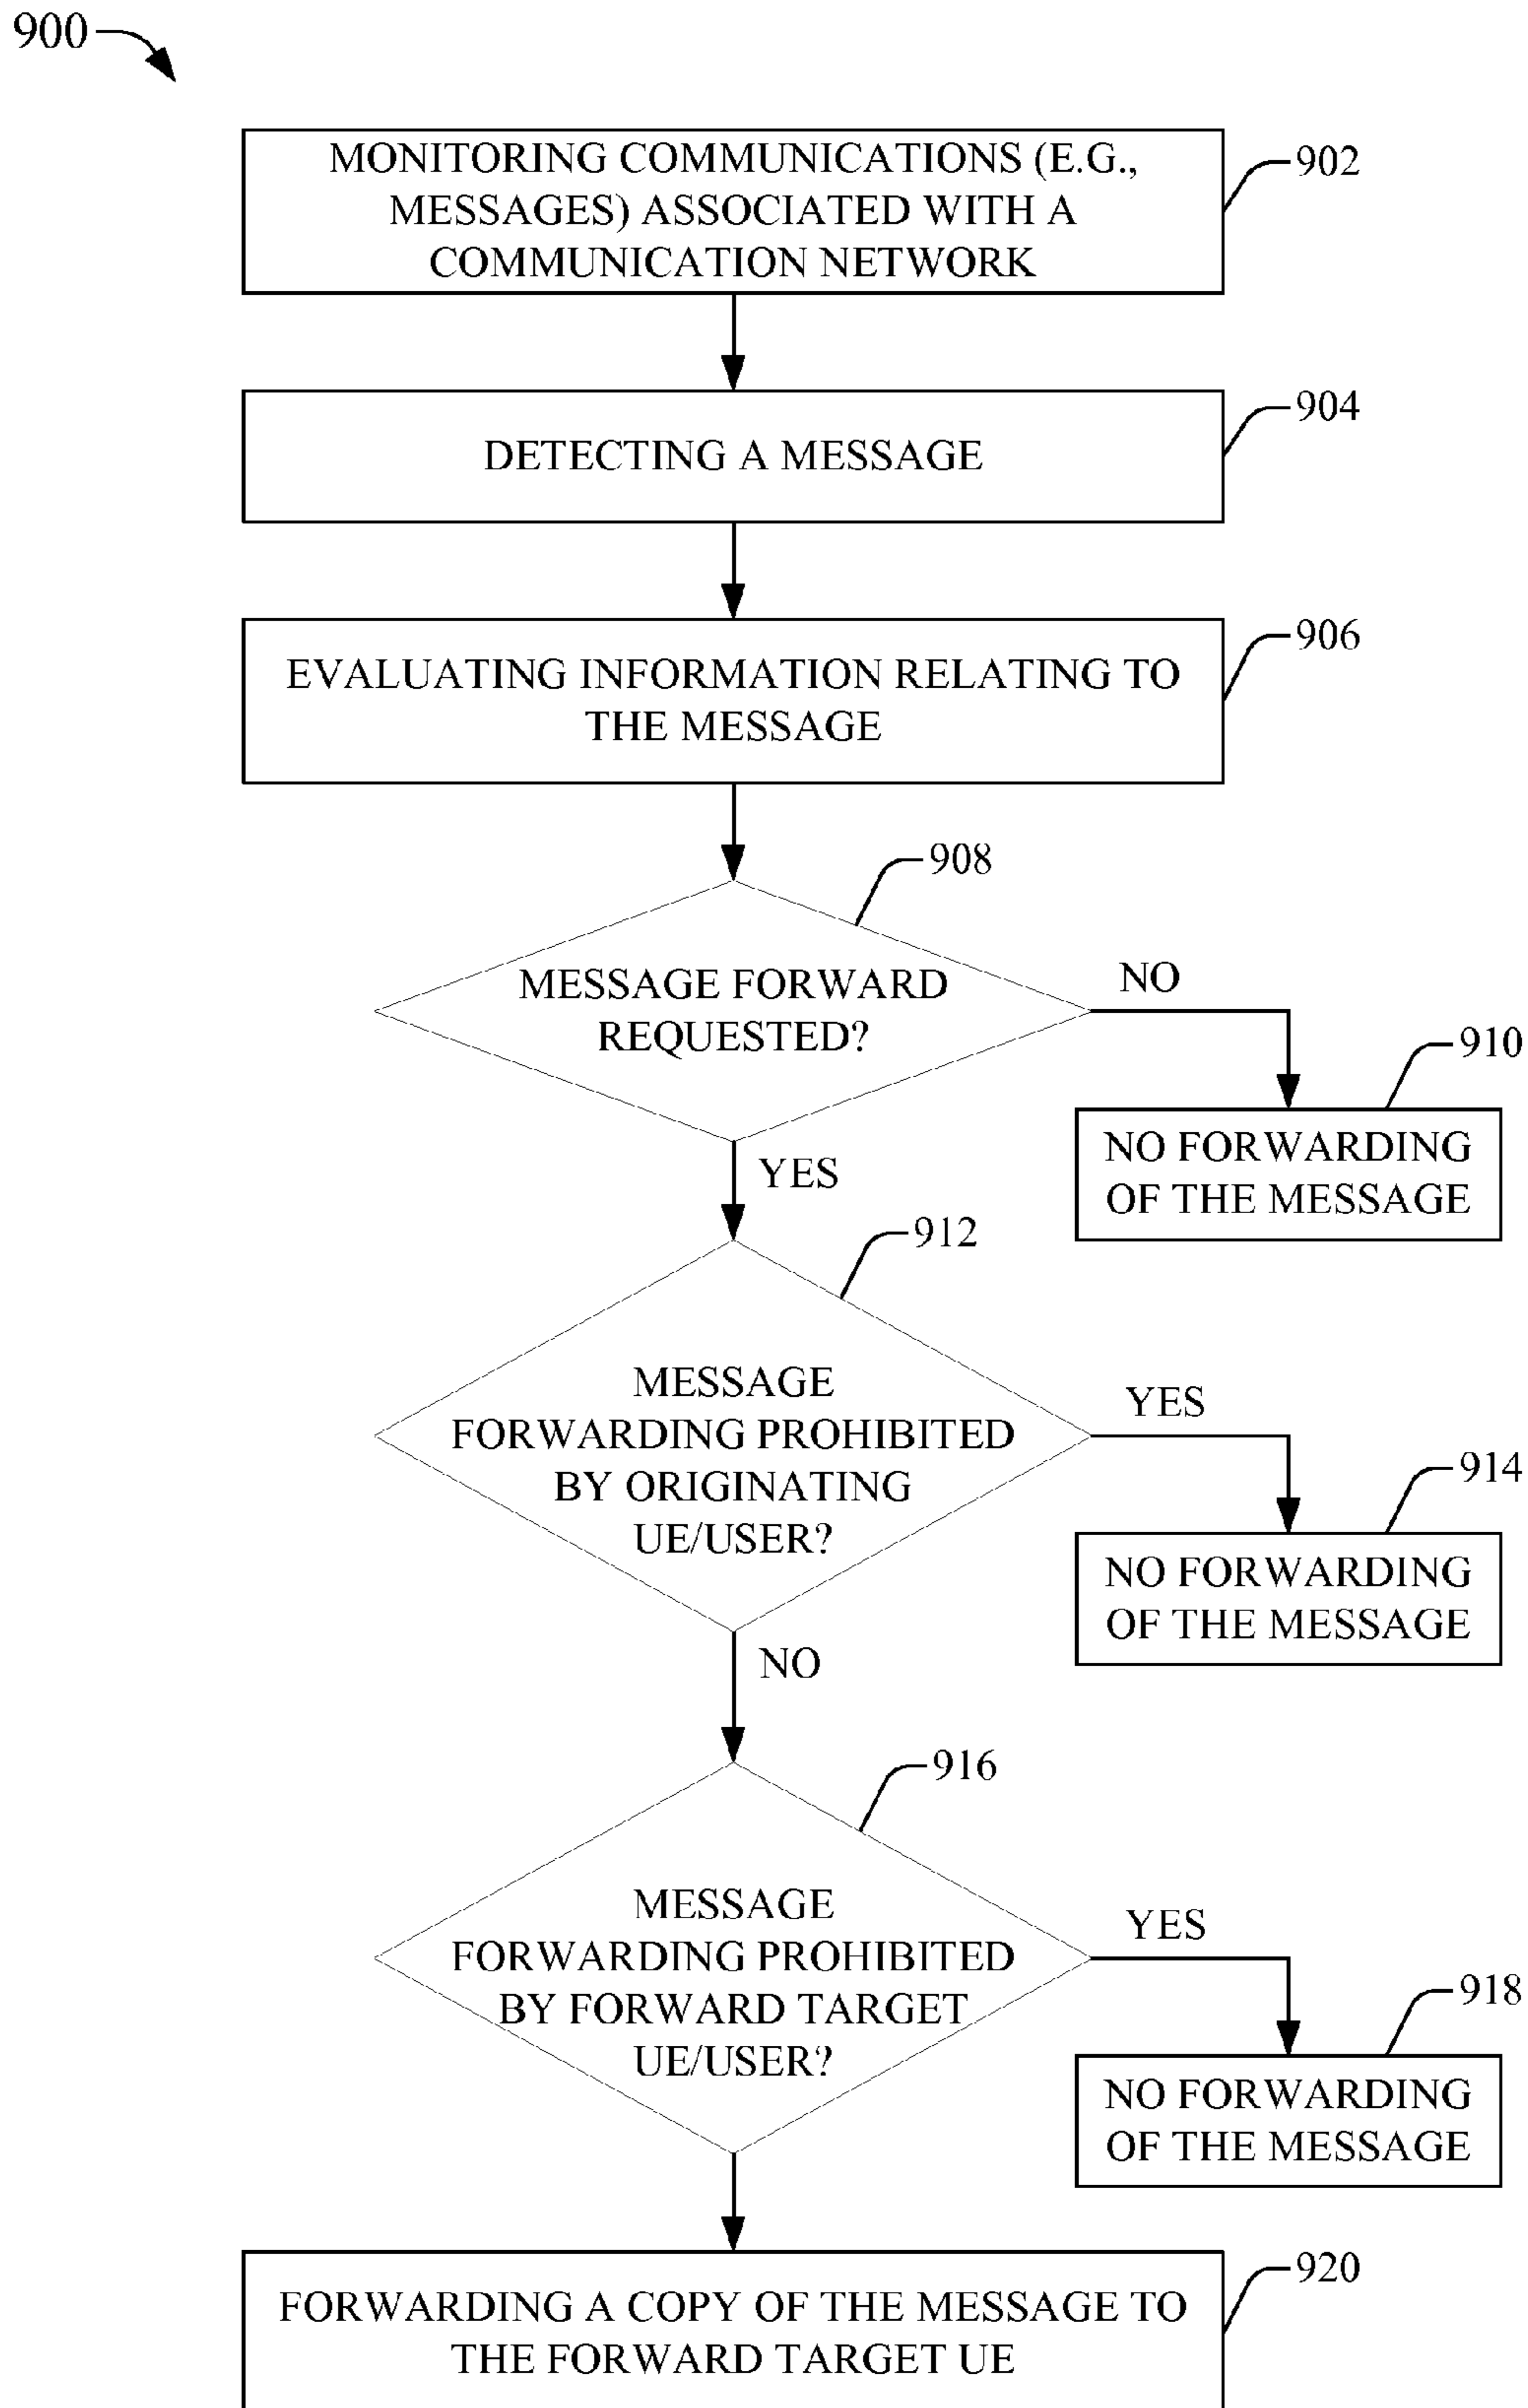 900
MONITORING COMMUNICATIONS (E.G.,
MESSAGES) ASSOCIATED WITH A
COMMUNICATION NETWORK
902
DETECTING A MESSAGE
904
EVALUATING INFORMATION RELATING TO
THE MESSAGE
906
908
MESSAGE FORWARD
REQUESTED?
NO
910
NO FORWARDING
OF THE MESSAGE
YES
912
MESSAGE
FORWARDING PROHIBITED
BY ORIGINATING
UE/USER?
YES
914
NO FORWARDING
OF THE MESSAGE
NO
916
MESSAGE
FORWARDING PROHIBITED
BY FORWARD TARGET
UE/USER?
YES
918
NO FORWARDING
OF THE MESSAGE
920
FORWARDING A COPY OF THE MESSAGE TO
THE FORWARD TARGET UE